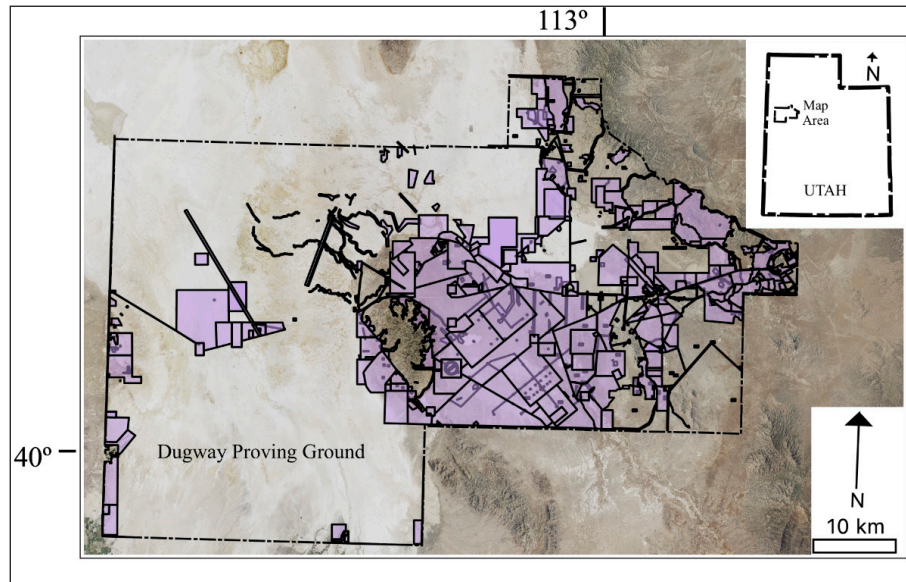 113º
N
Map
Area
UTAH
40º
Dugway Proving Ground
N
10 km